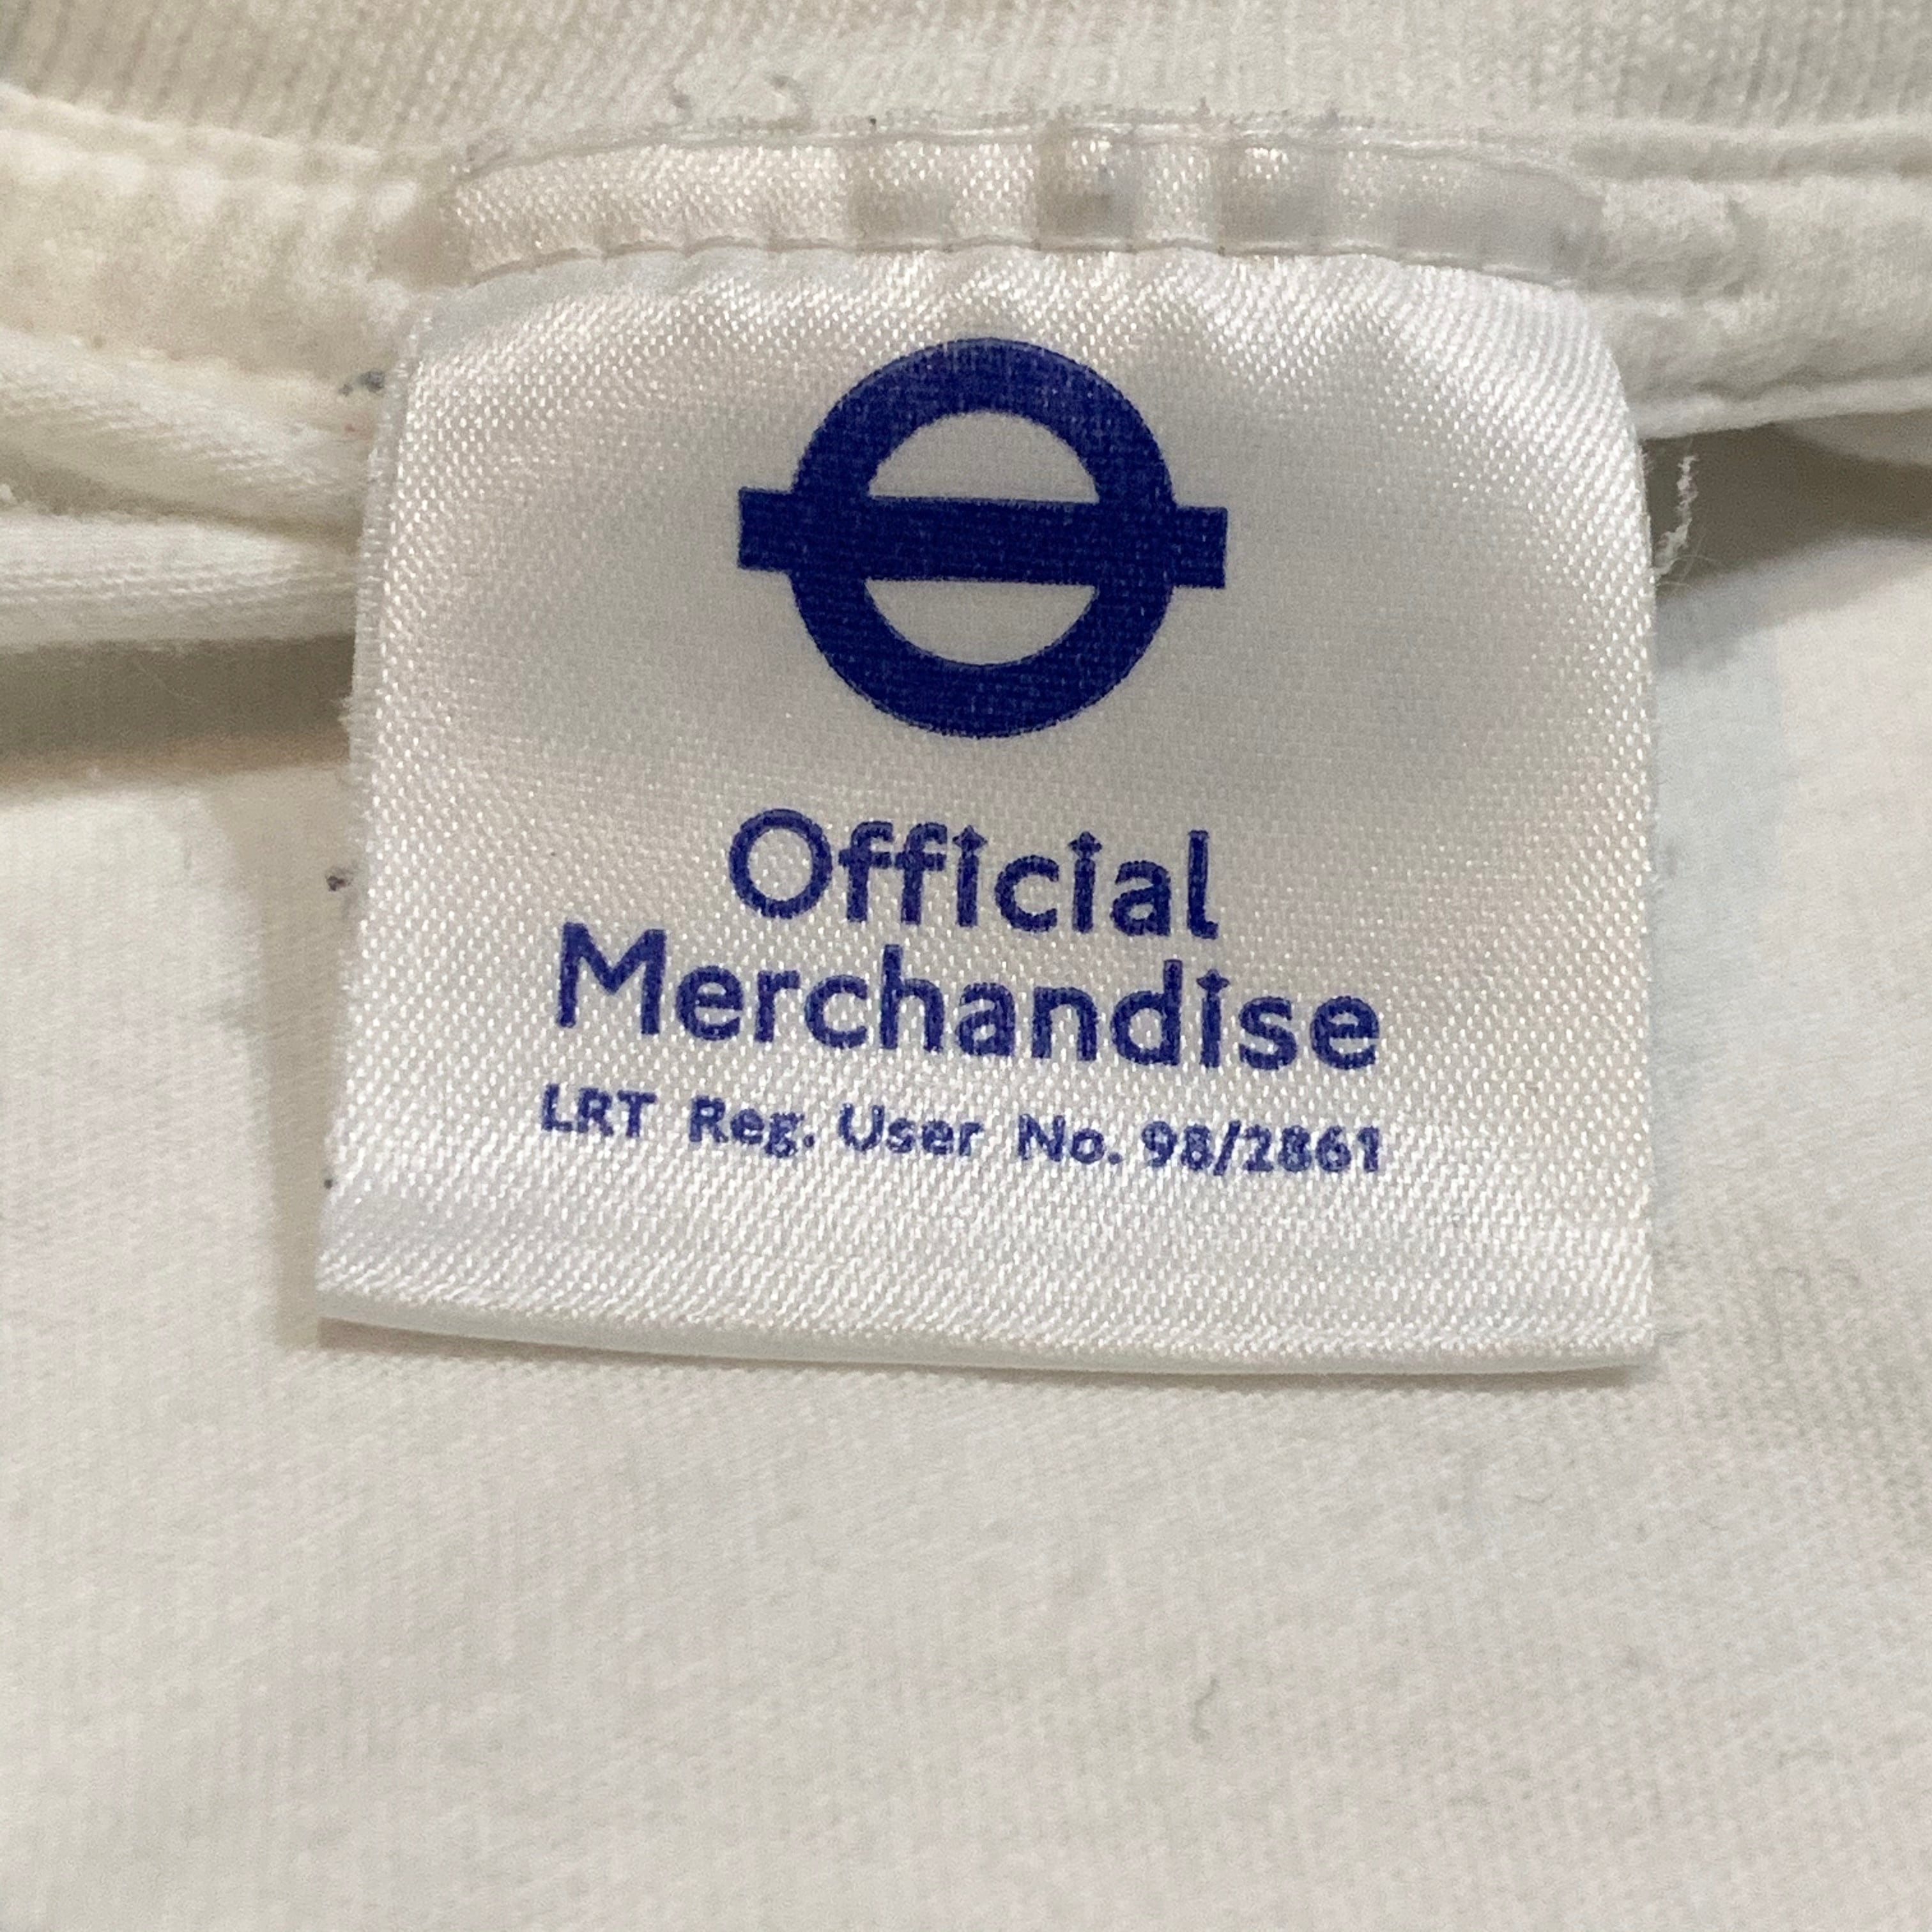 Official
Merchandise
LRT Reg. User No. 98/2861